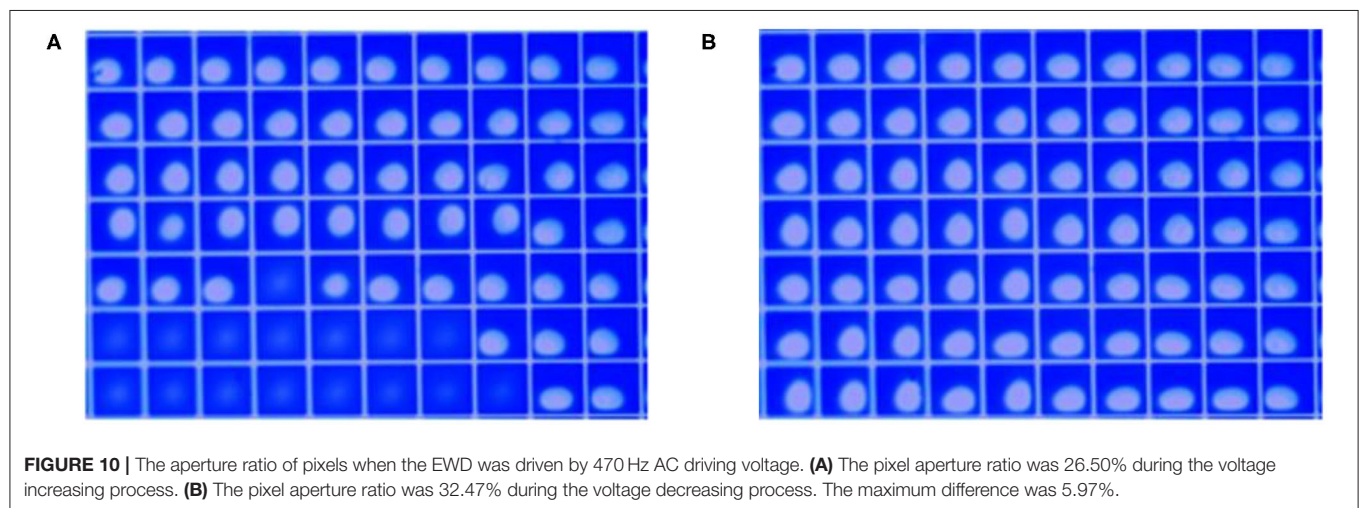 A
B
FIGURE 10 | The aperture ratio of pixels when the EWD was driven by 470 Hz AC driving voltage. (A) The pixel aperture ratio was 26.50% during the voltage
increasing process. (B) The pixel aperture ratio was 32.47% during the voltage decreasing process. The maximum difference was 5.97%.